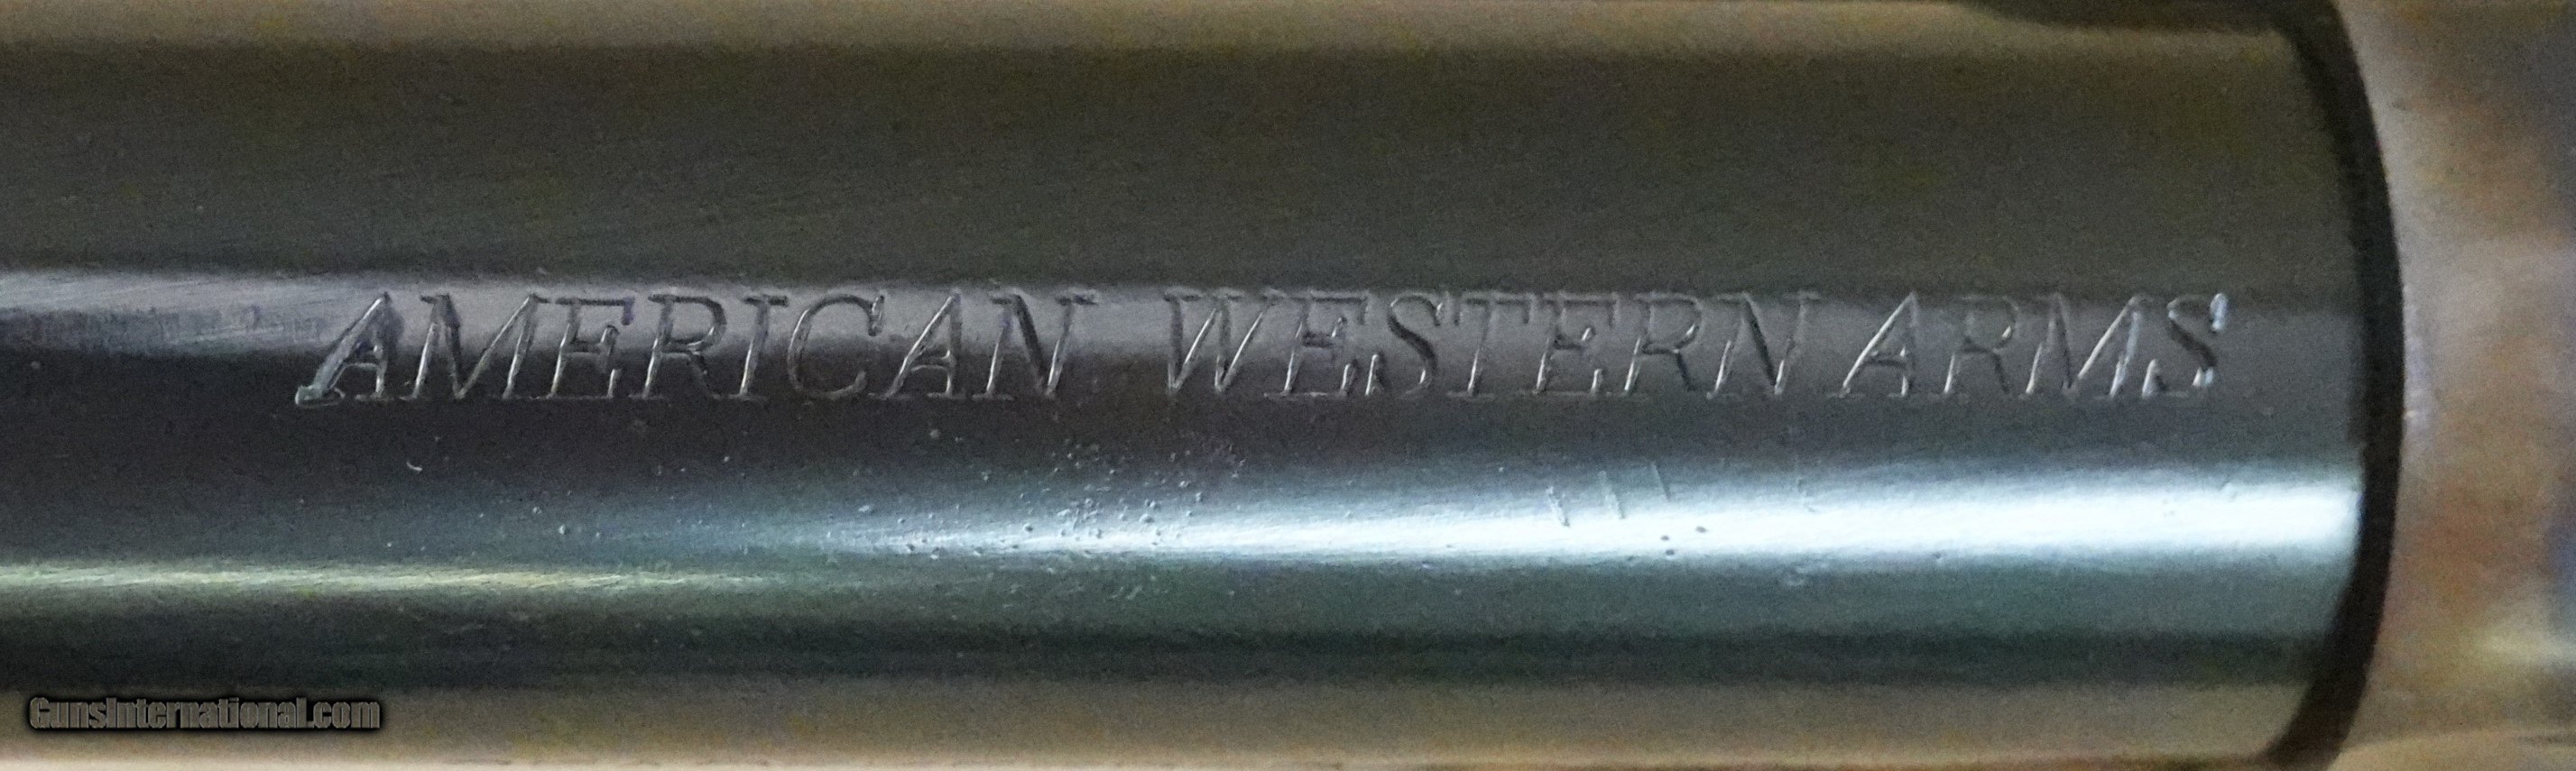 AMERICAN WESTERN ARMS
GunsInternational.com